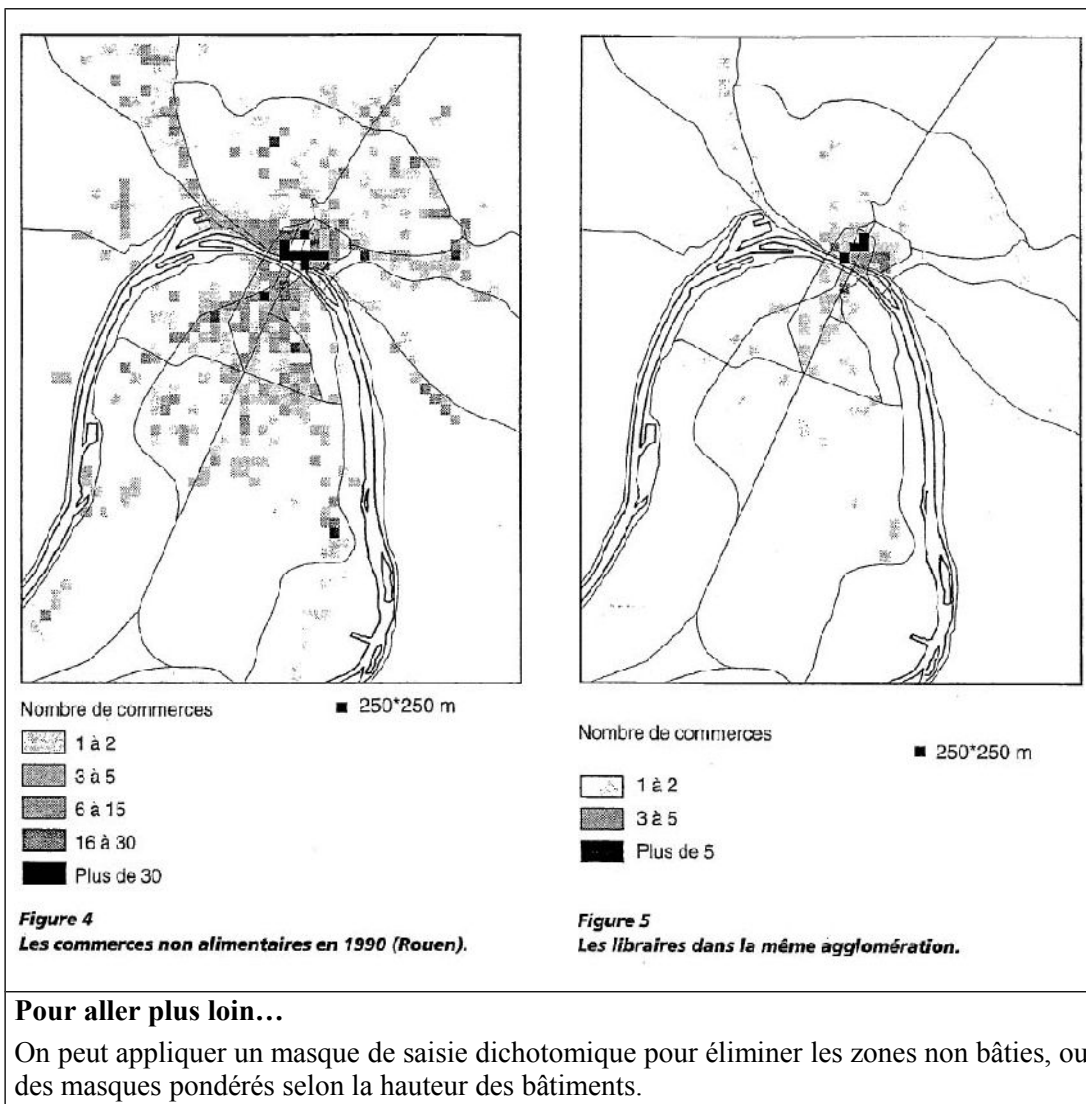 Nombre de commerces
250*250 m
1 à 2
3 à 5
6 à 15
16 à 30
Plus de 30
Figure 4
Les commerces non alimentaires en 1990 (Rouen).
Nombre de commerces
250*250 m
1 à 2
3 à 5
Plus de 5
Figure 5
Les libraires dans la même agglomération.
Pour aller plus loin…
On peut appliquer un masque de saisie dichotomique pour éliminer les zones non bâties, ou
des masques pondérés selon la hauteur des bâtiments.